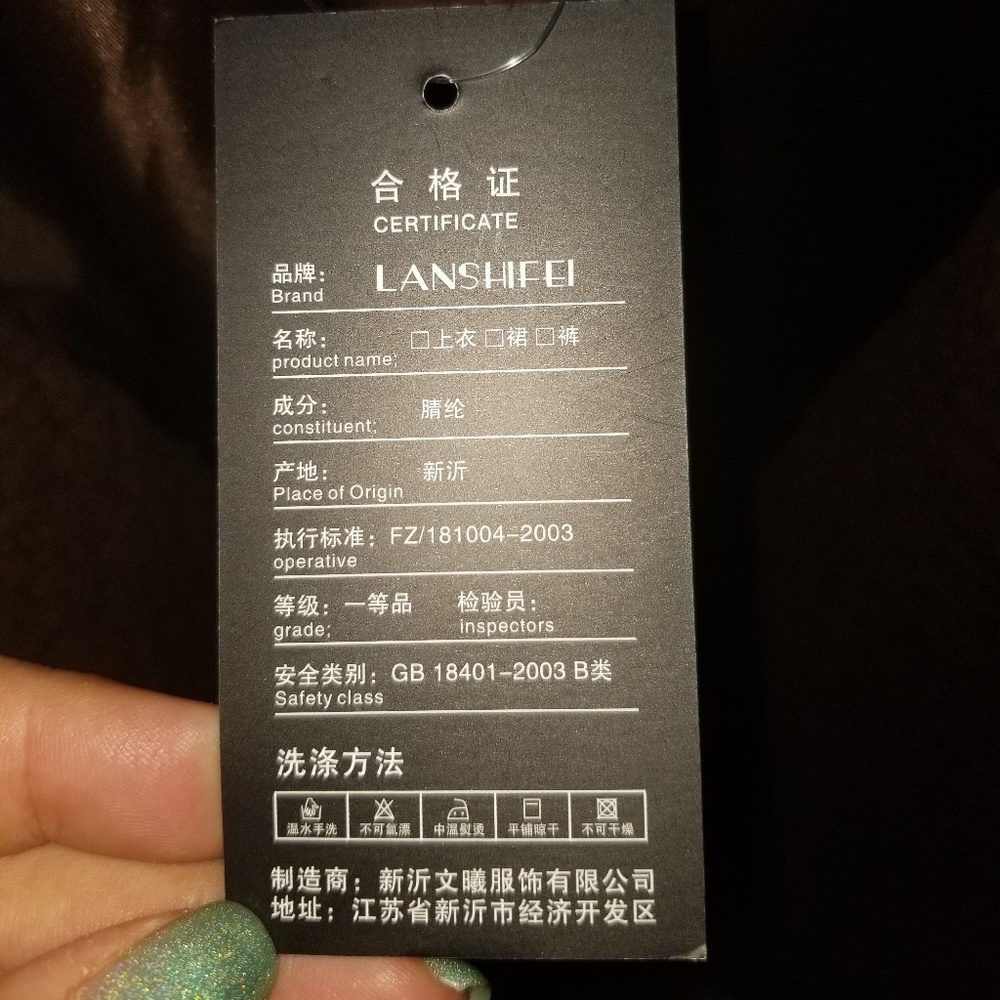 合格证
CERTIFICATE
品牌： LANSHIFEI
Brand
名称： □上衣 □裙 □裤
product name;
成分： 腈纶
constituent;
产地： 新沂
Place of Origin
执行标准：FZ/181004-2003
operative
等级：一等品 检验员：
grade; inspectors
安全类别：GB 18401-2003 B类
Safety class
洗涤方法
温水手洗 不可氯漂 中温熨烫 平铺晾干 不可干燥
制造商：新沂文曦服饰有限公司
地址：江苏省新沂市经济开发区